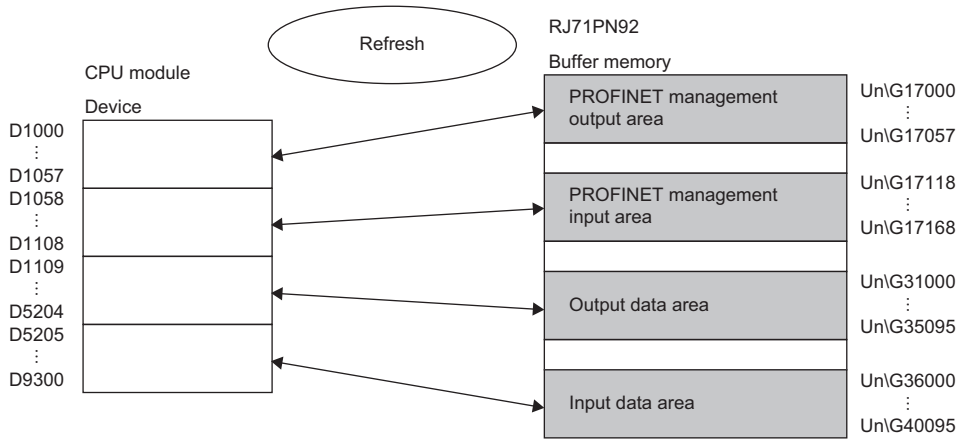 Refresh
RJ71PN92
CPU module
Buffer memory
Device
D1000
⋮
D1057
D1058
⋮
D1108
D1109
⋮
D5204
D5205
⋮
D9300
PROFINET management
output area
Un\G17000
⋮
Un\G17057
PROFINET management
input area
Un\G17118
⋮
Un\G17168
Output data area
Un\G31000
⋮
Un\G35095
Input data area
Un\G36000
⋮
Un\G40095